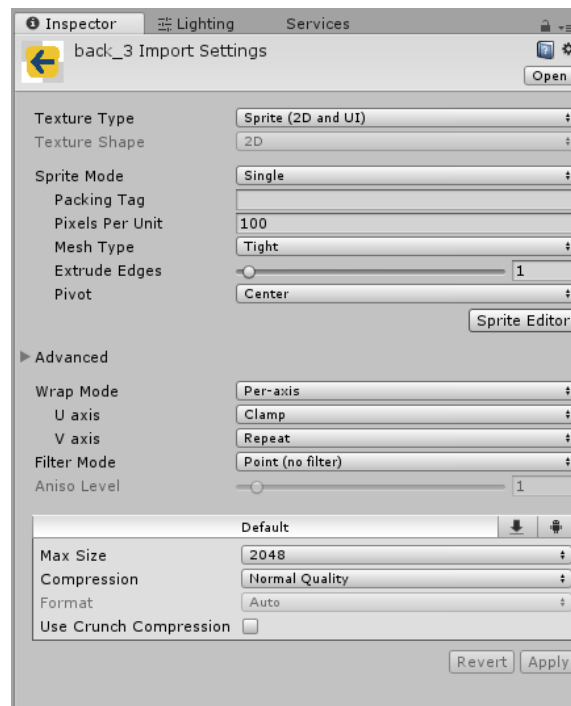 Inspector Lighting Services
back_3 Import Settings
Open
Texture Type Sprite (2D and UI)
Texture Shape 2D
Sprite Mode Single
Packing Tag
Pixels Per Unit 100
Mesh Type Tight
Extrude Edges 1
Pivot Center
Sprite Editor
Advanced
Wrap Mode Per-axis
U axis Clamp
V axis Repeat
Filter Mode Point (no filter)
Aniso Level 1
Default
Max Size 2048
Compression Normal Quality
Format Auto
Use Crunch Compression
Revert Apply